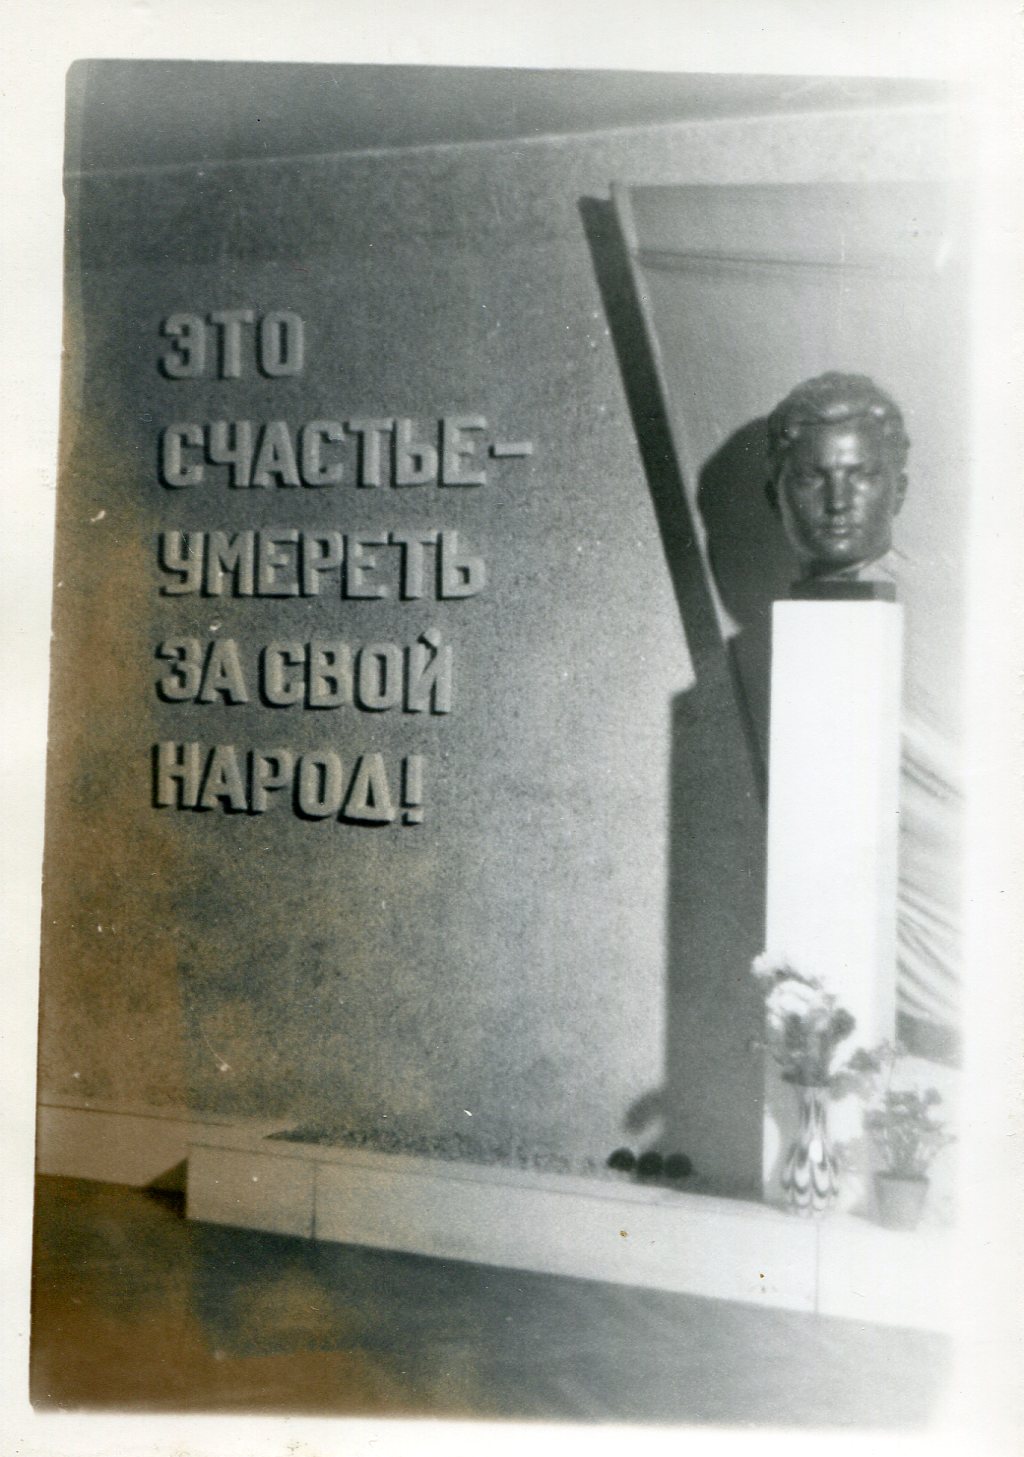 ЭТО
СЧАСТЬЕ–
УМЕРЕТЬ
ЗА СВОЙ
НАРОД!